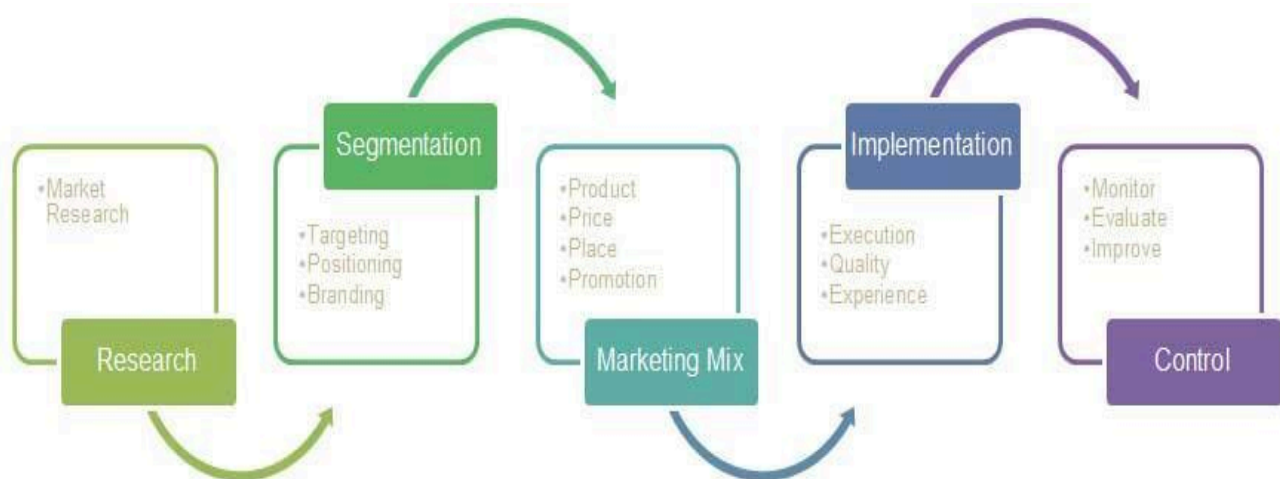 •Market
Research
Research
Segmentation
•Targeting
•Positioning
•Branding
•Product
•Price
•Place
•Promotion
Marketing Mix
Implementation
•Execution
•Quality
•Experience
•Monitor
•Evaluate
•Improve
Control